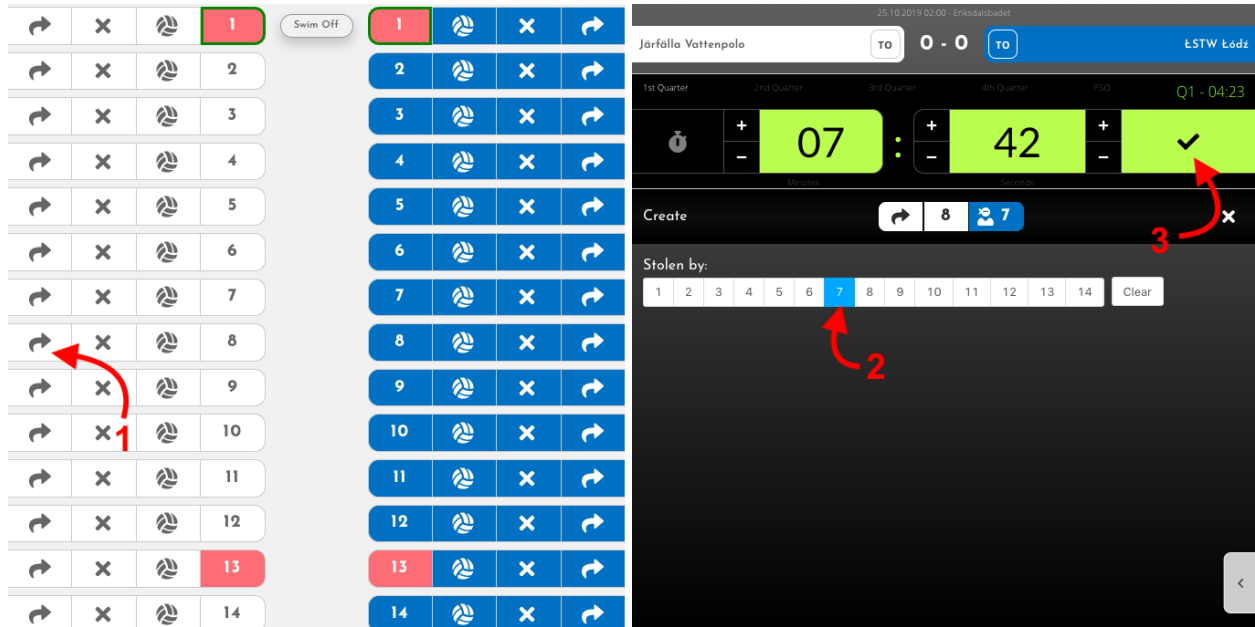 1 Swim Off 1
2 2
3 3
4 4
5 5
6 6
7 7
8 8
9 9
1
10 10
11 11
12 12
13 13
14 14
25.10.2019 02:00 - Eriksdalsbadet
Järfälla Vattenpolo TO 0 - 0 TO ŁSTW Łódź
1st Quarter 2nd Quarter 3rd Quarter 4th Quarter PSO Q1 - 04:23
+ 07 : + 42 +
- - -
Minutes Seconds
Create 8 7
3
Stolen by:
1 2 3 4 5 6 7 8 9 10 11 12 13 14 Clear
2